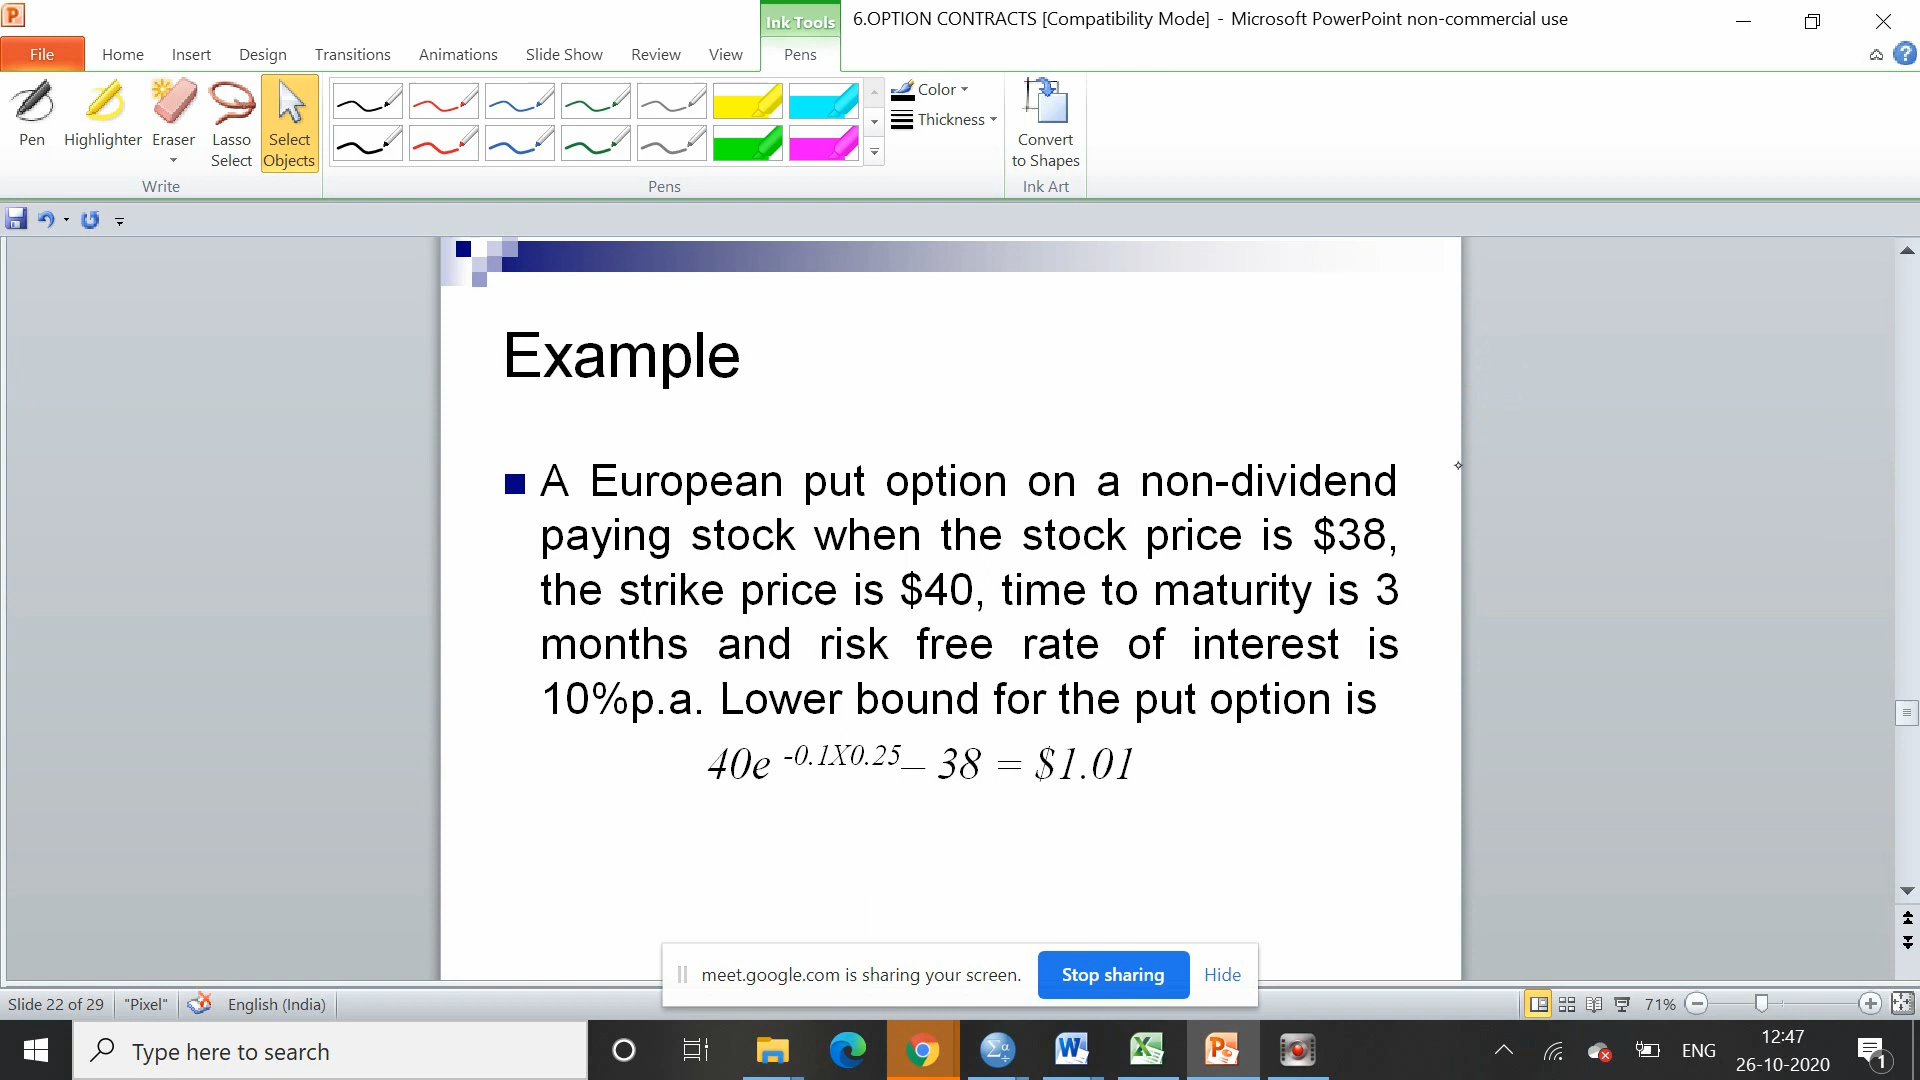 Ink Tools
6.OPTION CONTRACTS [Compatibility Mode] - Microsoft PowerPoint non-commercial use
File Home Insert Design Transitions Animations Slide Show Review View Pens
Pen Highlighter Eraser Lasso Select Select Objects
Color
Thickness
Convert to Shapes
Write Pens Ink Art
Example
A European put option on a non-dividend
paying stock when the stock price is $38,
the strike price is $40, time to maturity is 3
months and risk free rate of interest is
10%p.a. Lower bound for the put option is
40e -0.1X0.25– 38 = $1.01
meet.google.com is sharing your screen. Stop sharing Hide
Slide 22 of 29 "Pixel" English (India) 71%
Type here to search ENG 12:47
26-10-2020
1